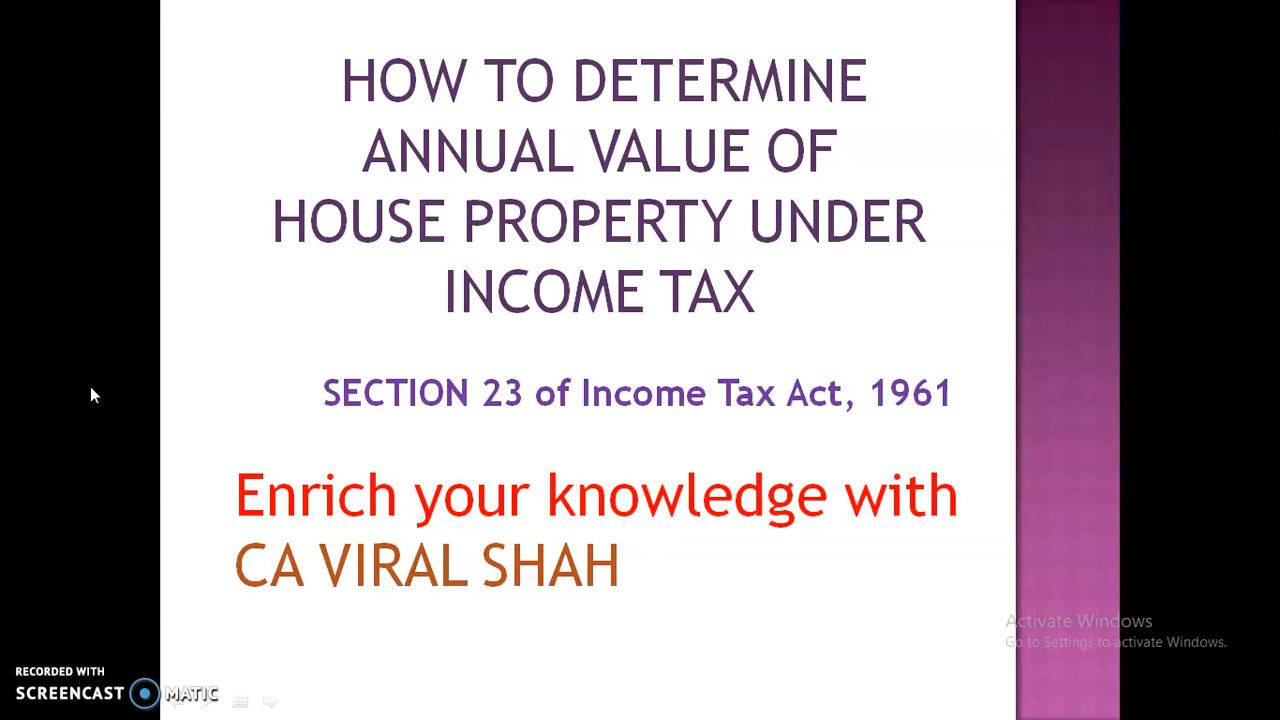 HOW TO DETERMINE
ANNUAL VALUE OF
HOUSE PROPERTY UNDER
INCOME TAX
SECTION 23 of Income Tax Act, 1961
Enrich your knowledge with
CA VIRAL SHAH
Activate Windows
Go to Settings to activate Windows.
RECORDED WITH
SCREENCAST MATIC